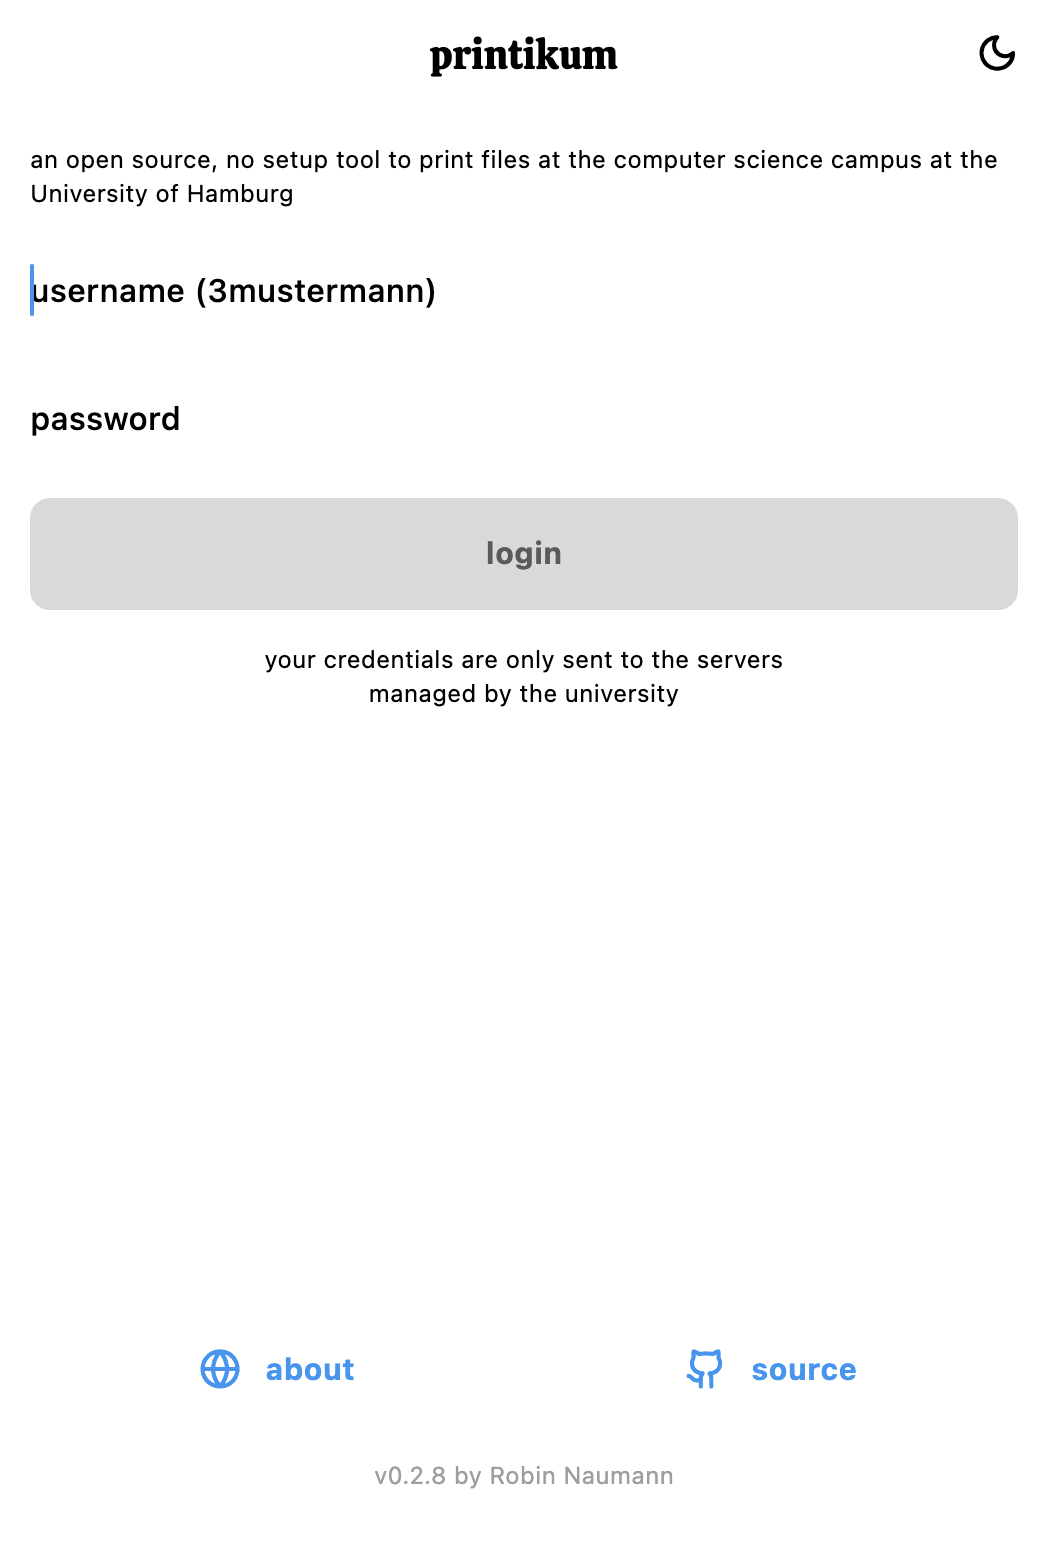 printikum
an open source, no setup tool to print files at the computer science campus at the
University of Hamburg
username (3mustermann)
password
login
your credentials are only sent to the servers
managed by the university
about
source
v0.2.8 by Robin Naumann